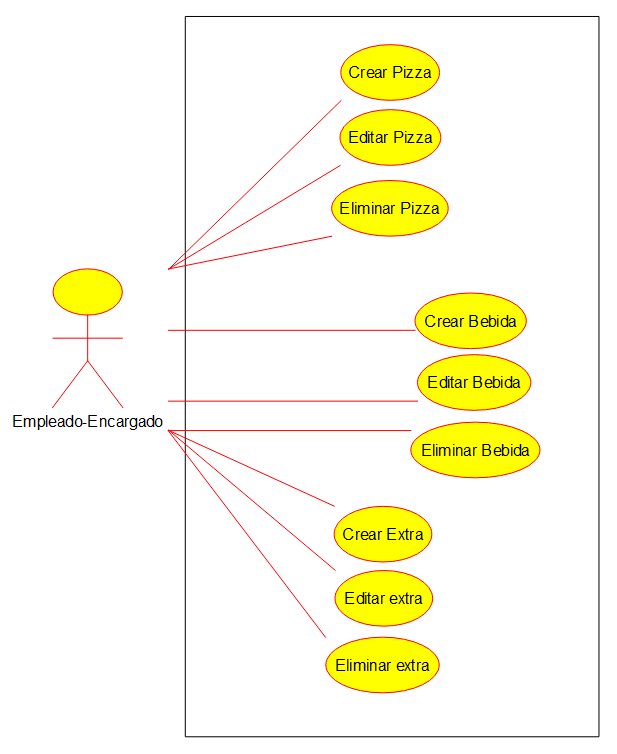 Crear Pizza
Editar Pizza
Eliminar Pizza
Crear Bebida
Editar Bebida
Empleado-Encargado
Eliminar Bebida
Crear Extra
Editar extra
Eliminar extra